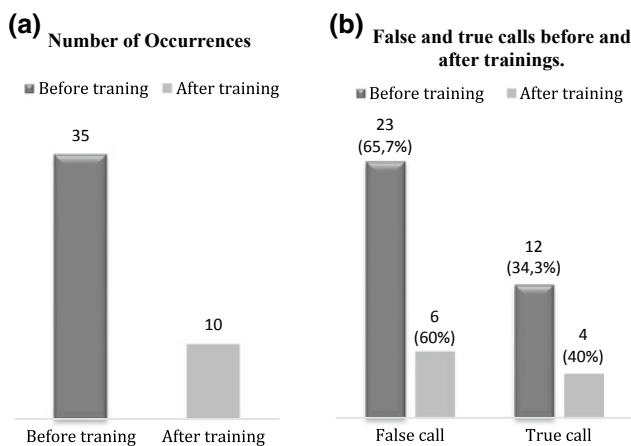 (a)
Number of Occurrences
Before traning After training
35
10
Before traning After training
(b)
False and true calls before and
after trainings.
Before training After training
23
(65,7%)
12
(34,3%)
6
(60%)
4
(40%)
False call True call